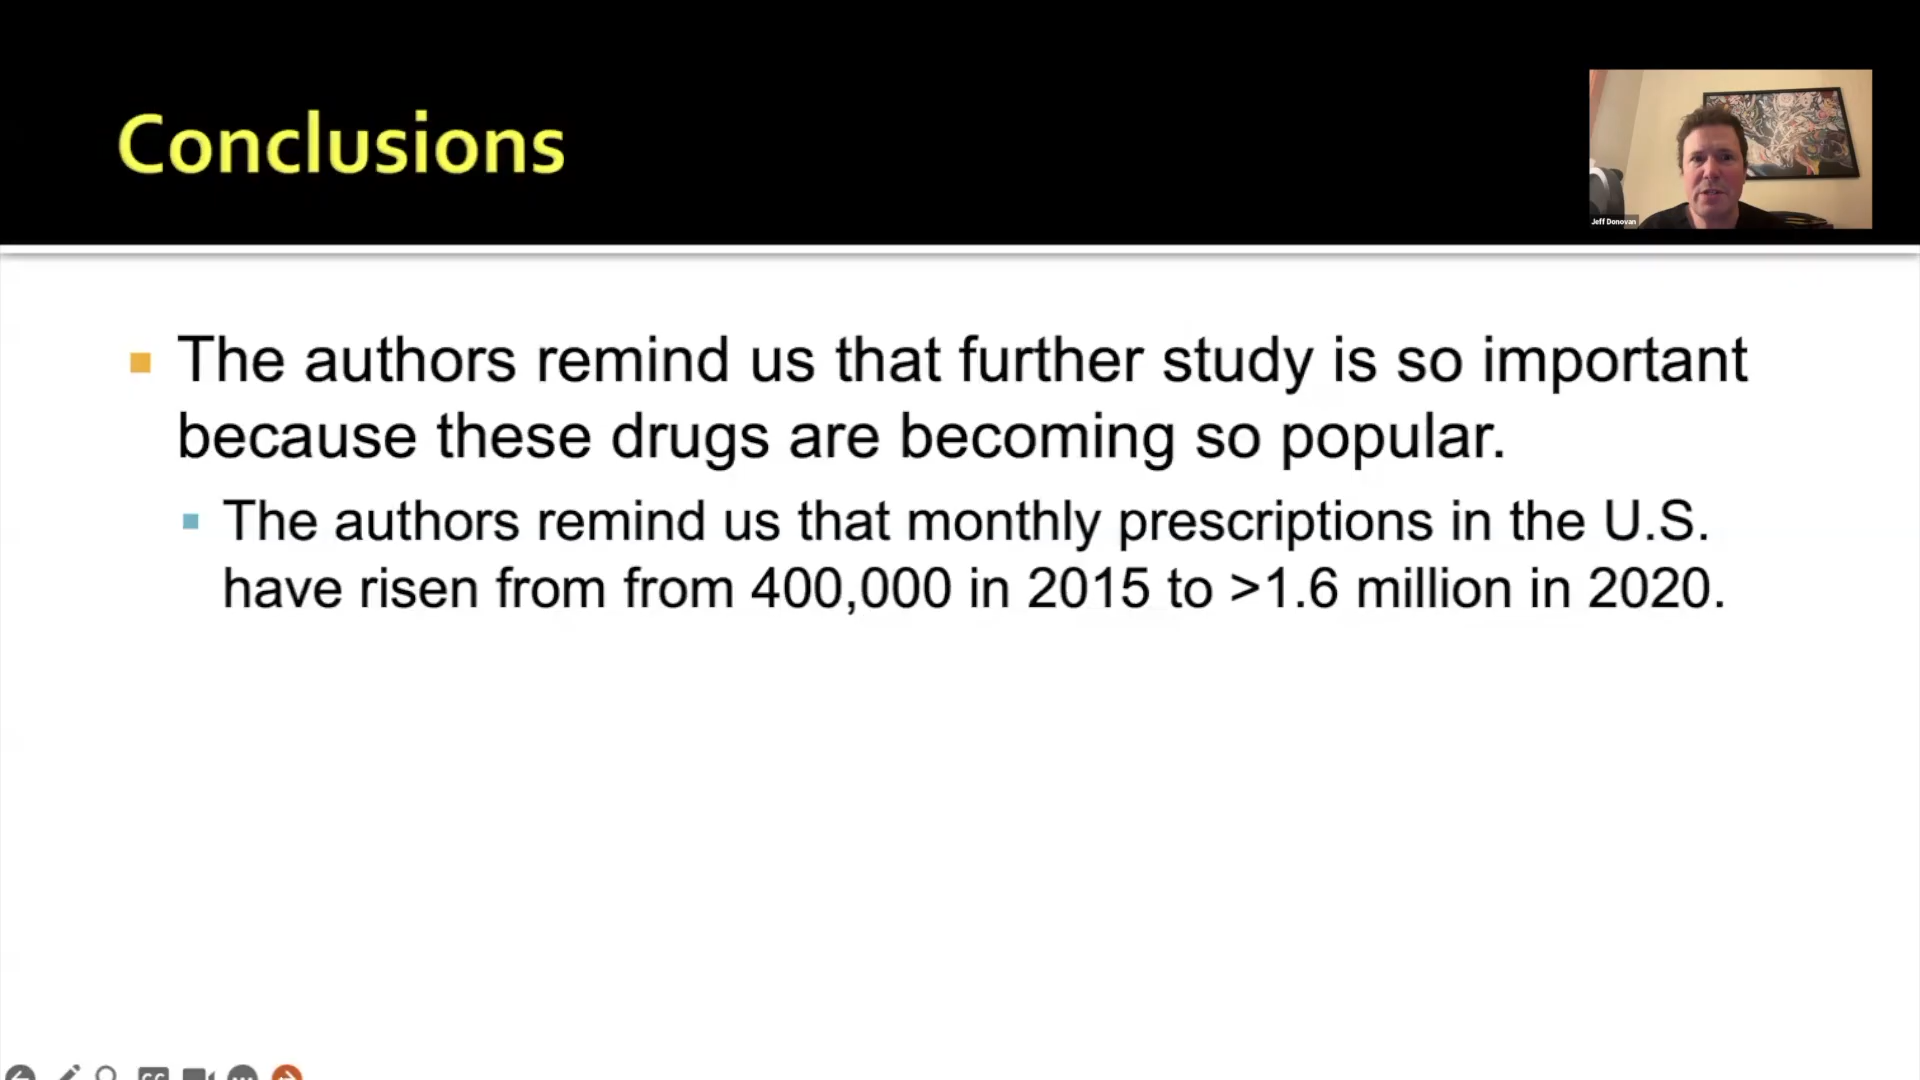 Conclusions
Jeff Donovan
The authors remind us that further study is so important
because these drugs are becoming so popular.
The authors remind us that monthly prescriptions in the U.S.
have risen from from 400,000 in 2015 to >1.6 million in 2020.
CC